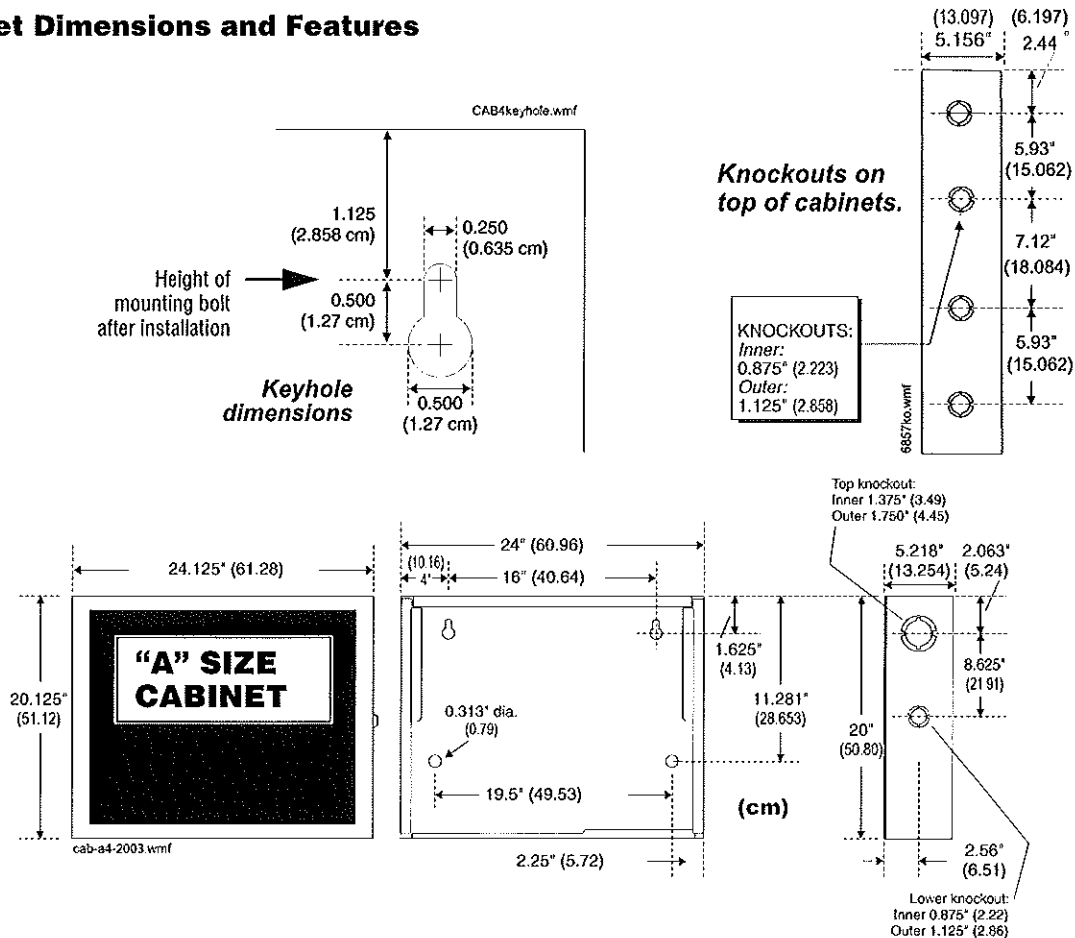 et Dimensions and Features
(13.097) (6.197)
5.156" 2.44"
CAB4keyhole.wmf
Knockouts on
top of cabinets.
5.93"
(15.062)
7.12"
(18.084)
5.93"
(15.062)
KNOCKOUTS:
Inner:
0.875" (2.223)
Outer:
1.125" (2.858)
6857ko.wmf
1.125
(2.858 cm)
0.250
(0.635 cm)
Height of
mounting bolt
after installation
0.500
(1.27 cm)
Keyhole
dimensions
0.500
(1.27 cm)
24.125" (61.28)
20.125"
(51.12)
"A" SIZE
CABINET
cab-a4-2003.wmf
24" (60.96)
(10.16)
4"
16" (40.64)
1.625"
(4.13)
11.281"
(28.653)
0.313" dia.
(0.79)
19.5" (49.53)
2.25" (5.72)
(cm)
Top knockout:
Inner 1.375" (3.49)
Outer 1.750" (4.45)
5.218" 2.063"
(13.254) (5.24)
8.625"
(21.91)
20"
(50.80)
2.56"
(6.51)
Lower knockout:
Inner 0.875" (2.22)
Outer 1.125" (2.86)